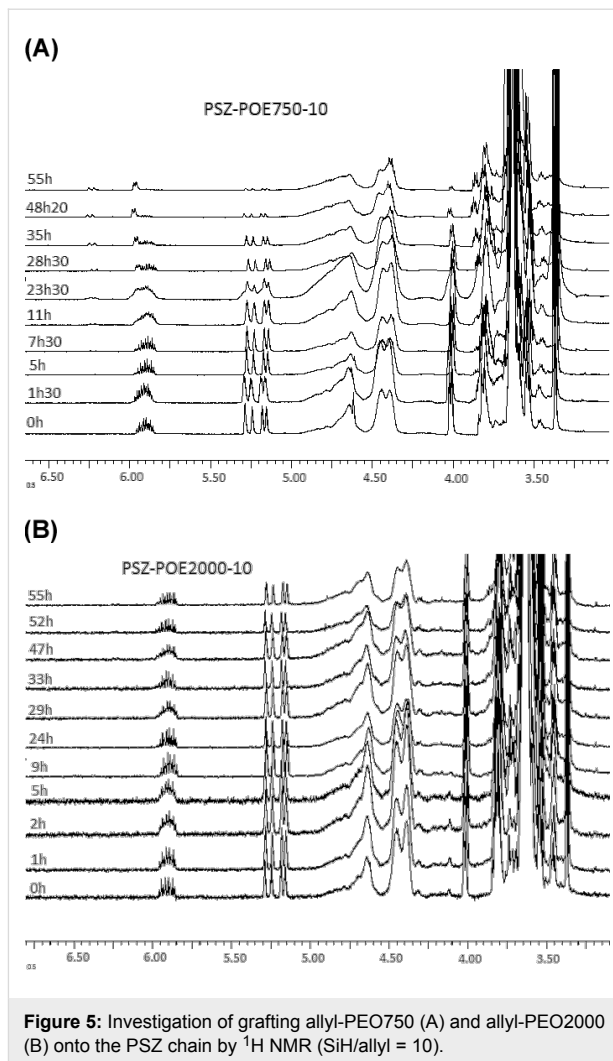 (A)
PSZ-POE750-10
55h
48h20
35h
28h30
23h30
11h
7h30
5h
1h30
0h
6.50 6.00 5.50 5.00 4.50 4.00 3.50
(B)
PSZ-POE2000-10
55h
52h
47h
33h
29h
24h
9h
5h
2h
1h
0h
6.50 6.00 5.50 5.00 4.50 4.00 3.50
Figure 5: Investigation of grafting allyl-PEO750 (A) and allyl-PEO2000
(B) onto the PSZ chain by ¹H NMR (SiH/allyl = 10).